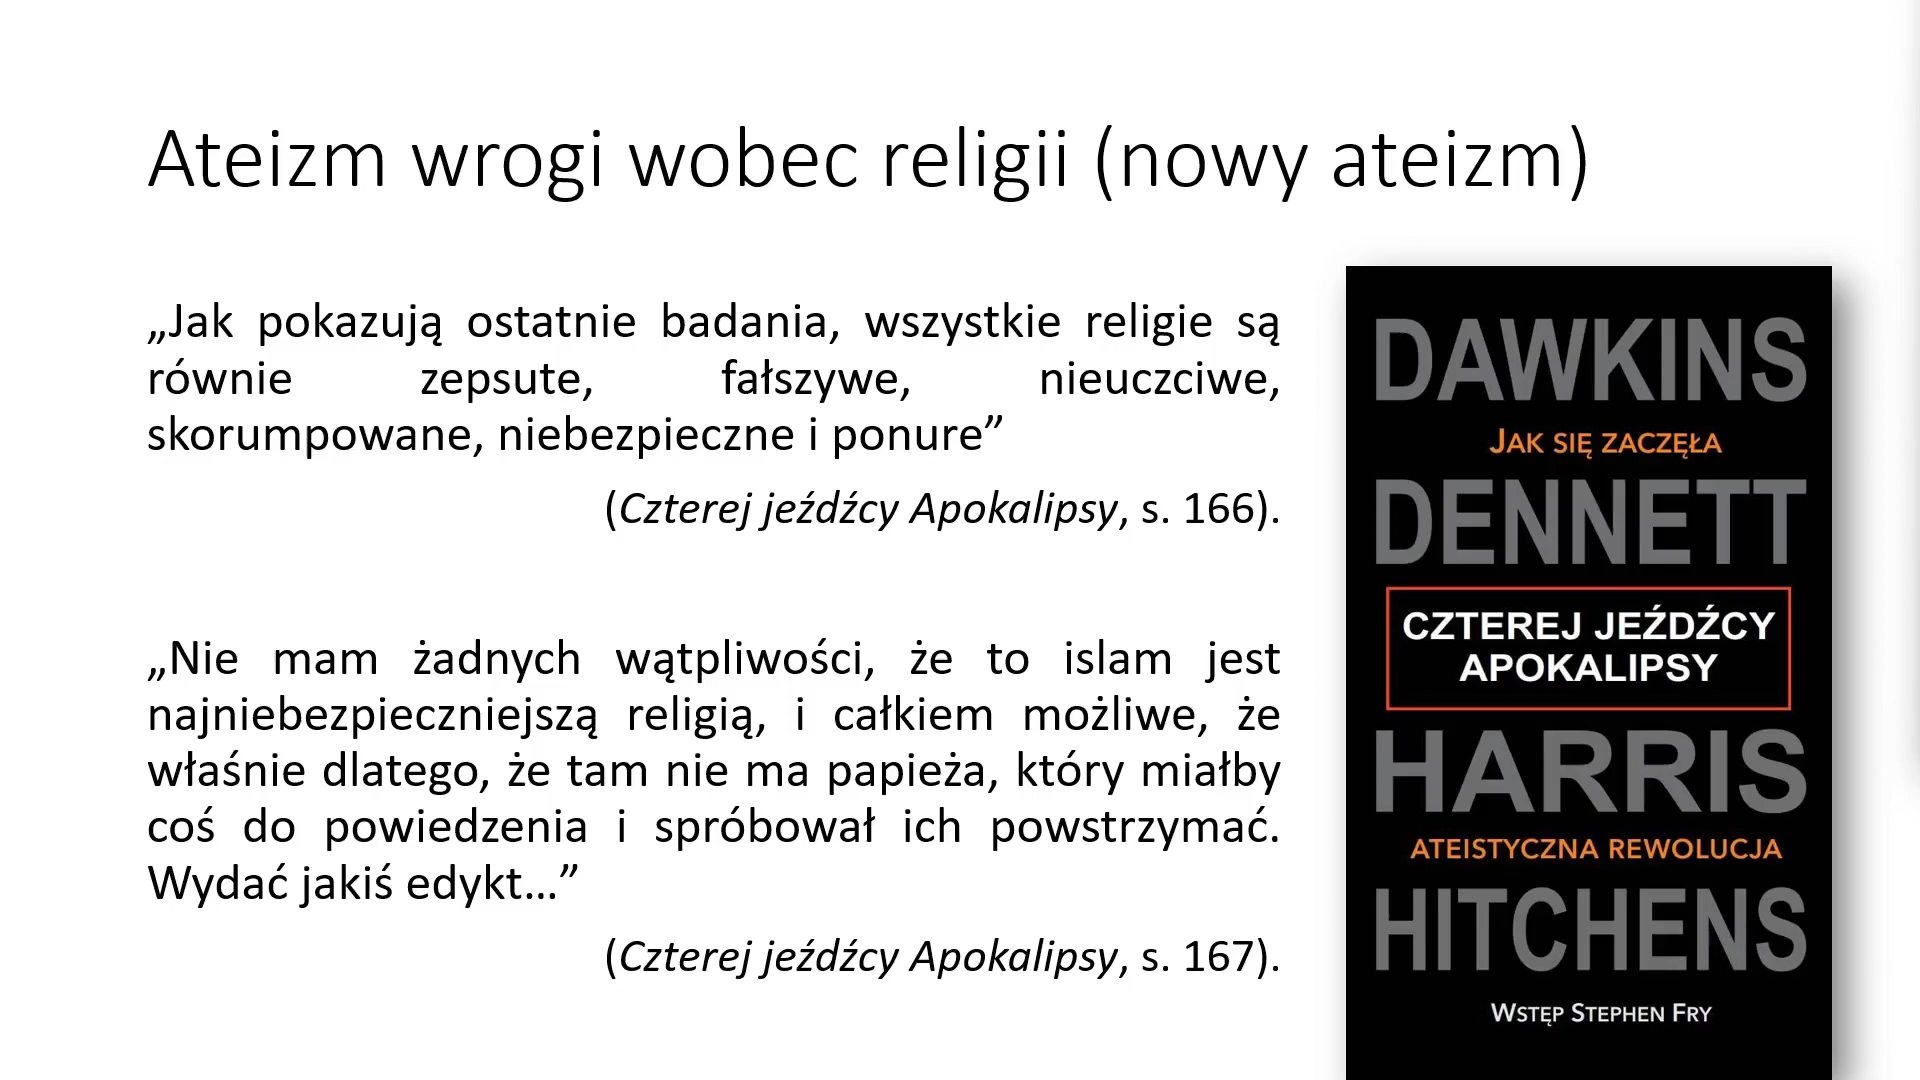 Ateizm wrogi wobec religii (nowy ateizm)
„Jak pokazują ostatnie badania, wszystkie religie są
równie zepsute, fałszywe, nieuczciwe,
skorumpowane, niebezpieczne i ponure”
(Czterej jeźdźcy Apokalipsy, s. 166).
„Nie mam żadnych wątpliwości, że to islam jest
najniebezpieczniejszą religią, i całkiem możliwe, że
właśnie dlatego, że tam nie ma papieża, który miałby
coś do powiedzenia i spróbował ich powstrzymać.
Wydać jakiś edykt…”
(Czterej jeźdźcy Apokalipsy, s. 167).
DAWKINS
JAK SIĘ ZACZĘŁA
DENNETT
CZTEREJ JEŹDŹCY
APOKALIPSY
HARRIS
ATEISTYCZNA REWOLUCJA
HITCHENS
WSTĘP STEPHEN FRY